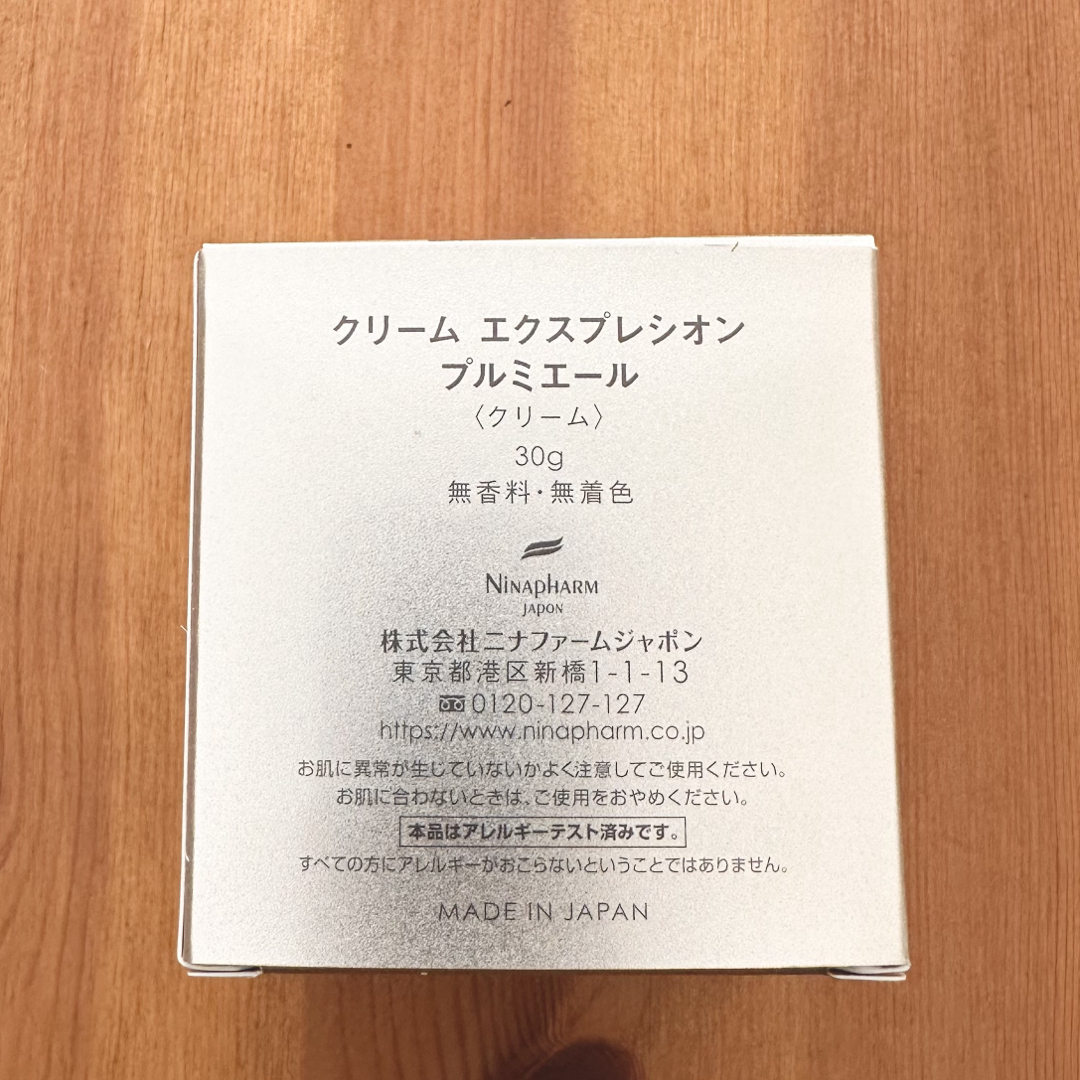 クリーム エクスプレシオン
プルミエール
〈クリーム〉
30g
無香料・無着色
NINAPHARM
JAPON
株式会社ニナファームジャポン
東京都港区新橋1-1-13
0120-127-127
https://www.ninapharm.co.jp
お肌に異常が生じていないかよく注意してご使用ください。
お肌に合わないときは、ご使用をおやめください。
本品はアレルギーテスト済みです。
すべての方にアレルギーがおこらないということではありません。
MADE IN JAPAN